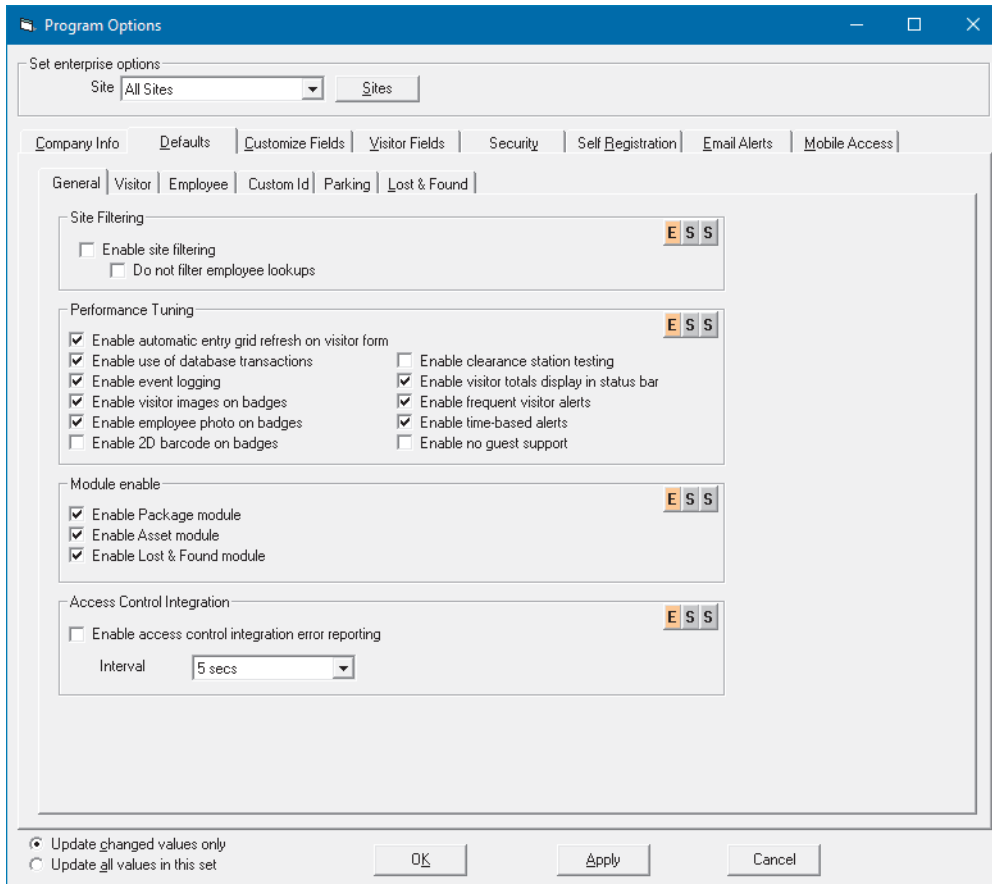 Program Options
Set enterprise options
Site All Sites Sites
Company Info Defaults Customize Fields Visitor Fields Security Self Registration Email Alerts Mobile Access
General Visitor Employee Custom Id Parking Lost & Found
Site Filtering
E S S
Enable site filtering
Do not filter employee lookups
Performance Tuning
E S S
Enable automatic entry grid refresh on visitor form
Enable use of database transactions Enable clearance station testing
Enable event logging Enable visitor totals display in status bar
Enable visitor images on badges Enable frequent visitor alerts
Enable employee photo on badges Enable time-based alerts
Enable 2D barcode on badges Enable no guest support
Module enable
E S S
Enable Package module
Enable Asset module
Enable Lost & Found module
Access Control Integration
E S S
Enable access control integration error reporting
Interval 5 secs
Update changed values only
Update all values in this set
OK Apply Cancel